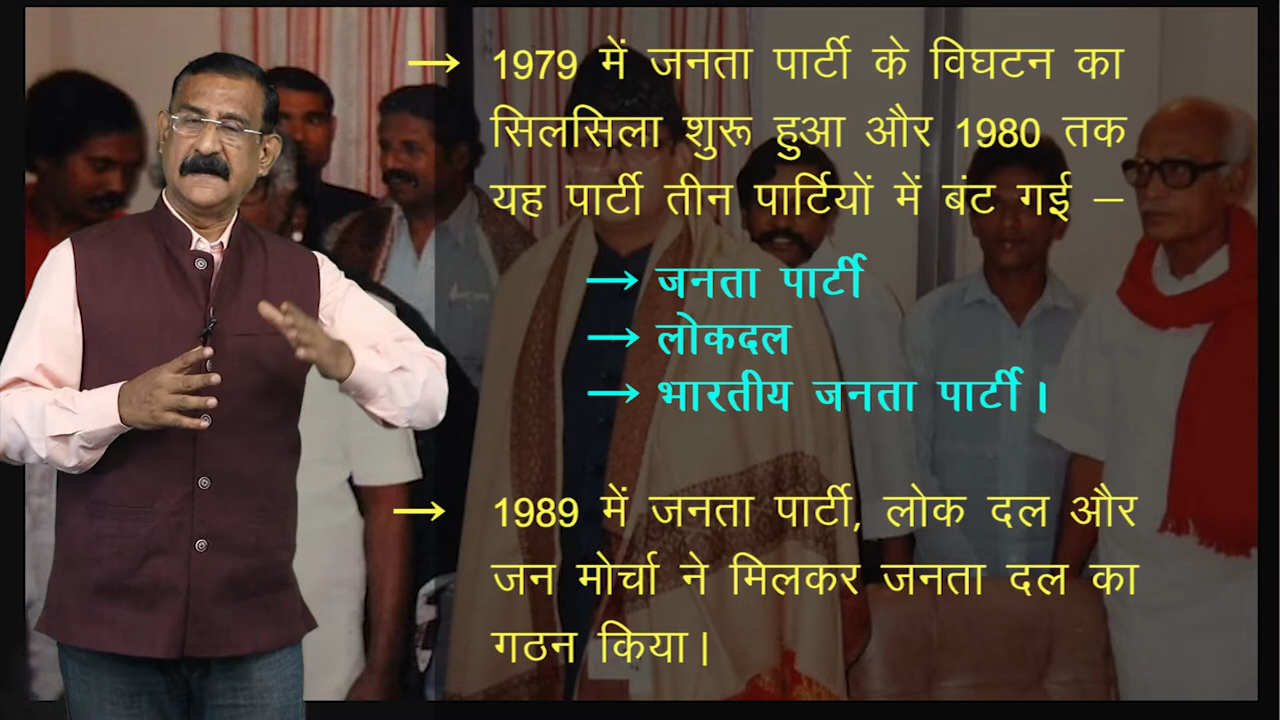 → 1979 में जनता पार्टी के विघटन का
सिलसिला शुरू हुआ और 1980 तक
यह पार्टी तीन पार्टियों में बंट गई –
→ जनता पार्टी
→ लोकदल
→ भारतीय जनता पार्टी।
→ 1989 में जनता पार्टी, लोक दल और
जन मोर्चा ने मिलकर जनता दल का
गठन किया।